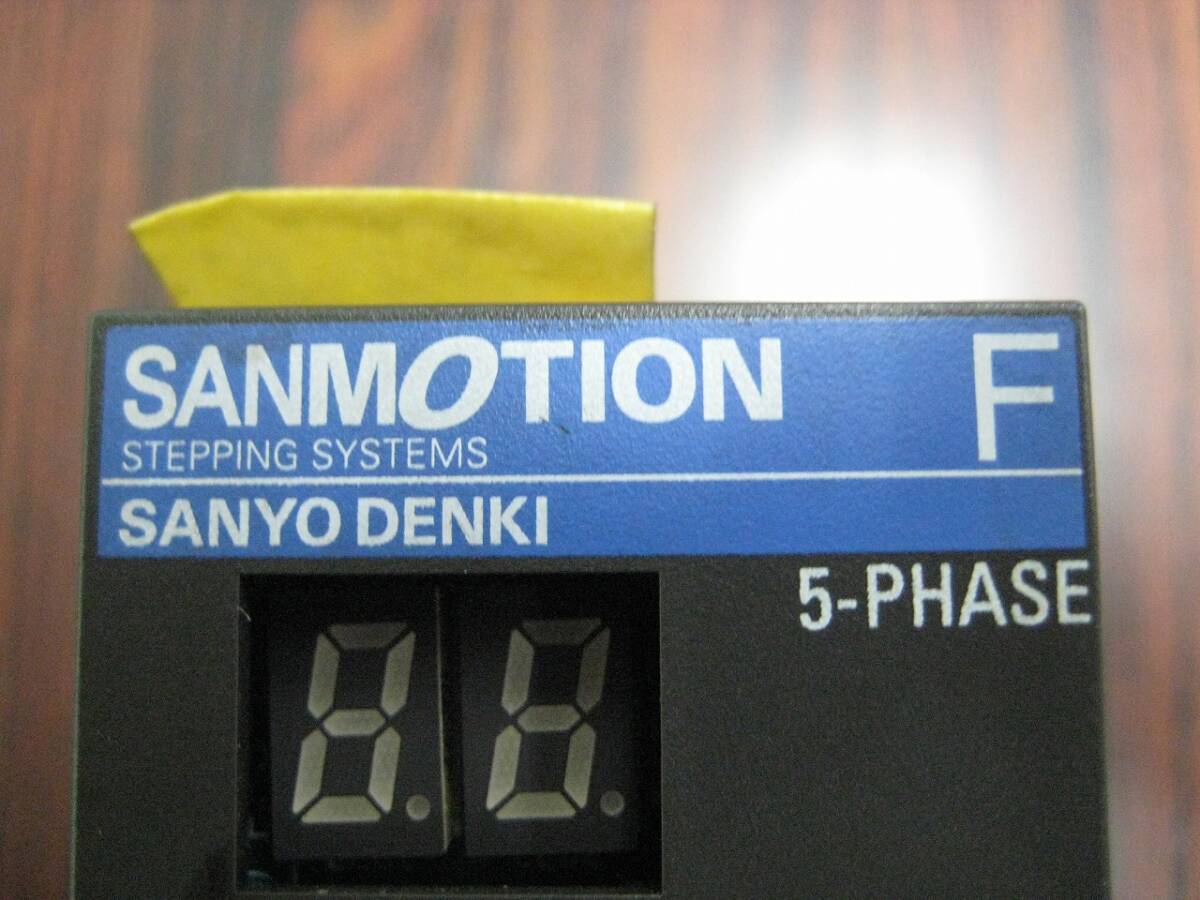 SANMOTION F
STEPPING SYSTEMS
SANYO DENKI
5-PHASE